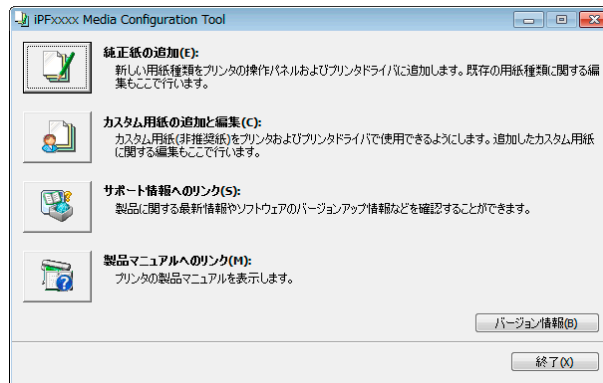 iPFxxxx Media Configuration Tool
純正紙の追加(E):
新しい用紙種類をプリンタの操作パネルおよびプリンタドライバに追加します。既存の用紙種類に関する編
集もここで行います。
カスタム用紙の追加と編集(C):
カスタム用紙(非推奨紙)をプリンタおよびプリンタドライバで使用できるようにします。追加したカスタム用紙
に関する編集もここで行います。
サポート情報へのリンク(S):
製品に関する最新情報やソフトウェアのバージョンアップ情報などを確認することができます。
製品マニュアルへのリンク(M):
プリンタの製品マニュアルを表示します。
バージョン情報(B)
終了(X)